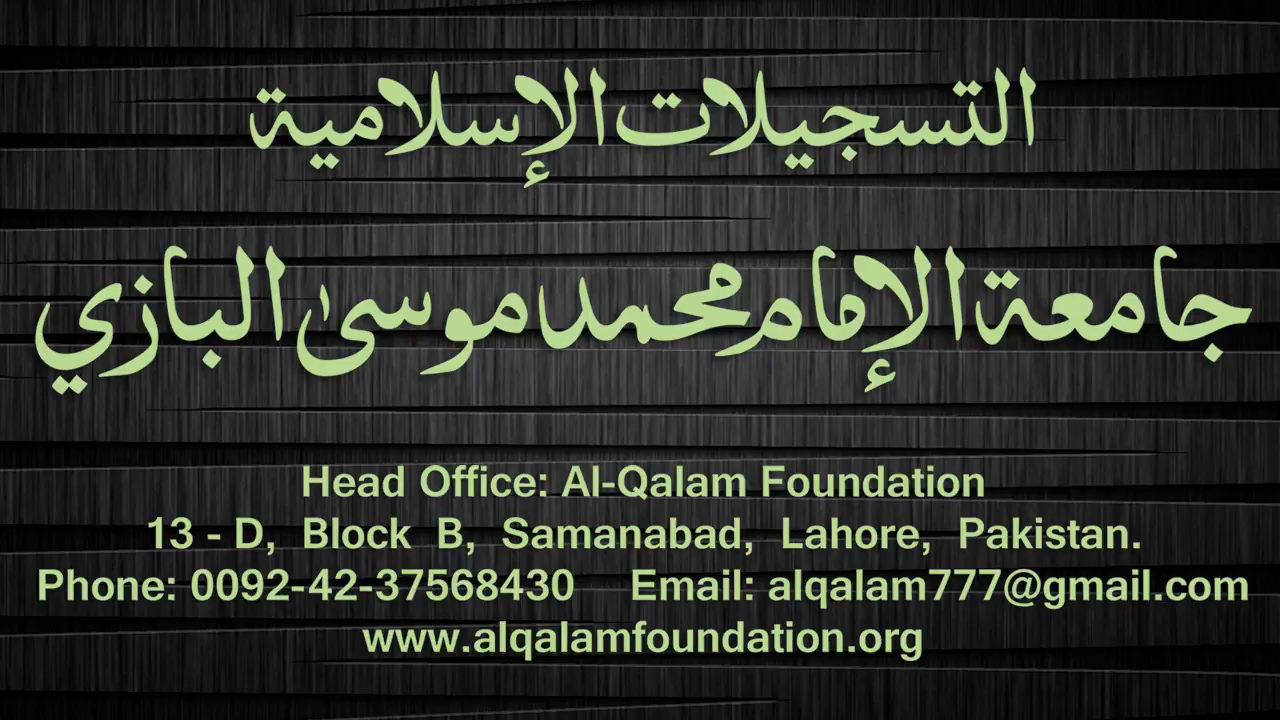 التسجيلات الإسلامية
جامعة الإمام محمد موسىٰ البازي
Head Office: Al-Qalam Foundation
13 - D, Block B, Samanabad, Lahore, Pakistan.
Phone: 0092-42-37568430 Email: alqalam777@gmail.com
www.alqalamfoundation.org